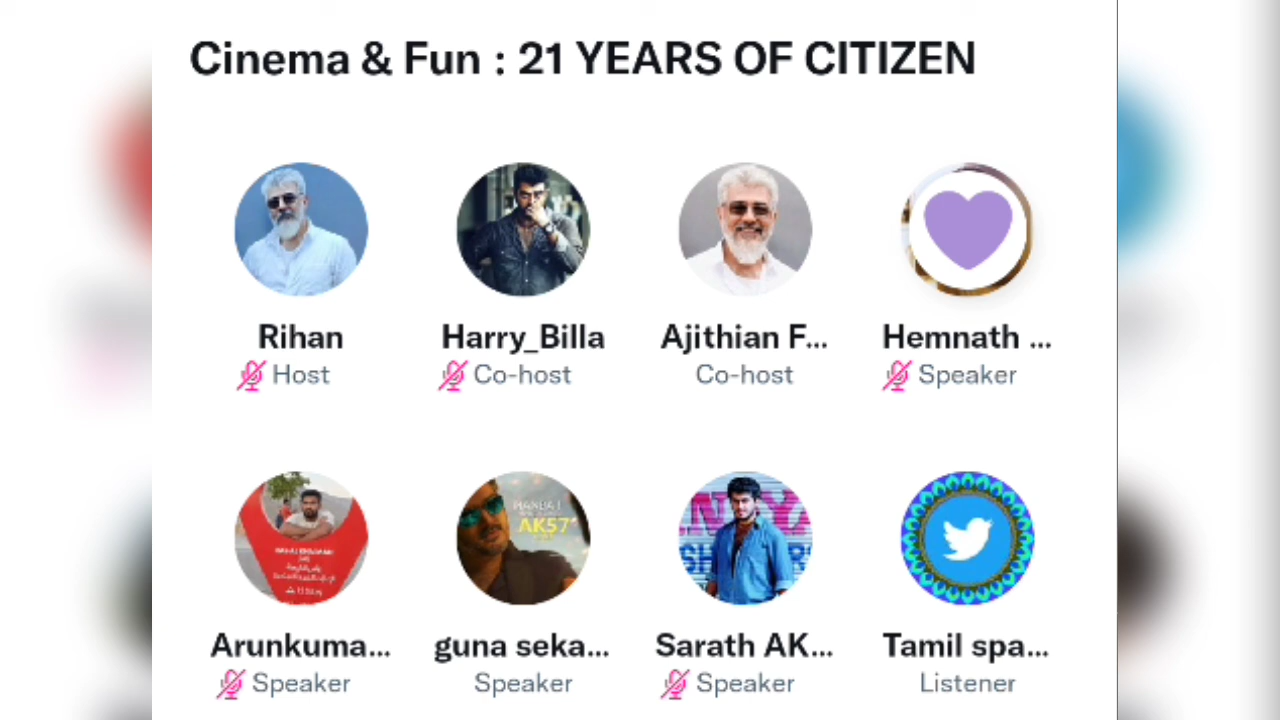 Cinema & Fun : 21 YEARS OF CITIZEN
Rihan
Harry_Billa
Ajithian F...
Hemnath ...
Host
Co-host
Co-host
Speaker
AK57
Arunkuma...
guna seka...
Sarath AK...
Tamil spa...
Speaker
Speaker
Speaker
Listener